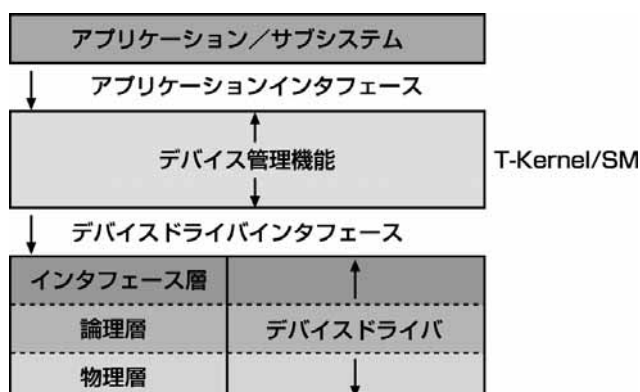 アプリケーション／サブシステム
アプリケーションインタフェース
デバイス管理機能
T-Kernel/SM
デバイスドライバインタフェース
インタフェース層
論理層
デバイスドライバ
物理層